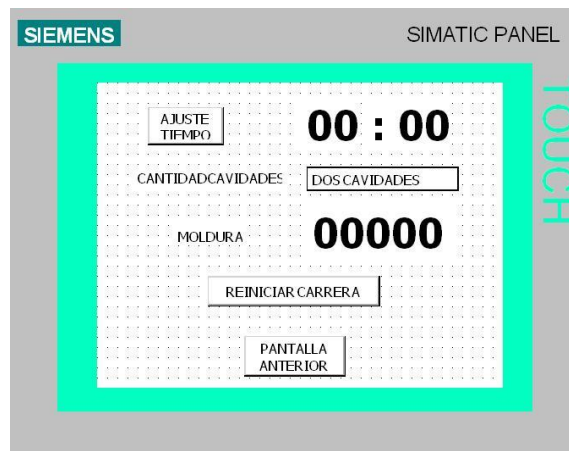 SIEMENS
SIMATIC PANEL
TOUCH
AJUSTE
TIEMPO
00 : 00
CANTIDADCAVIDADES
DOS CAVIDADES
MOLDURA
00000
REINICIAR CARRERA
PANTALLA
ANTERIOR